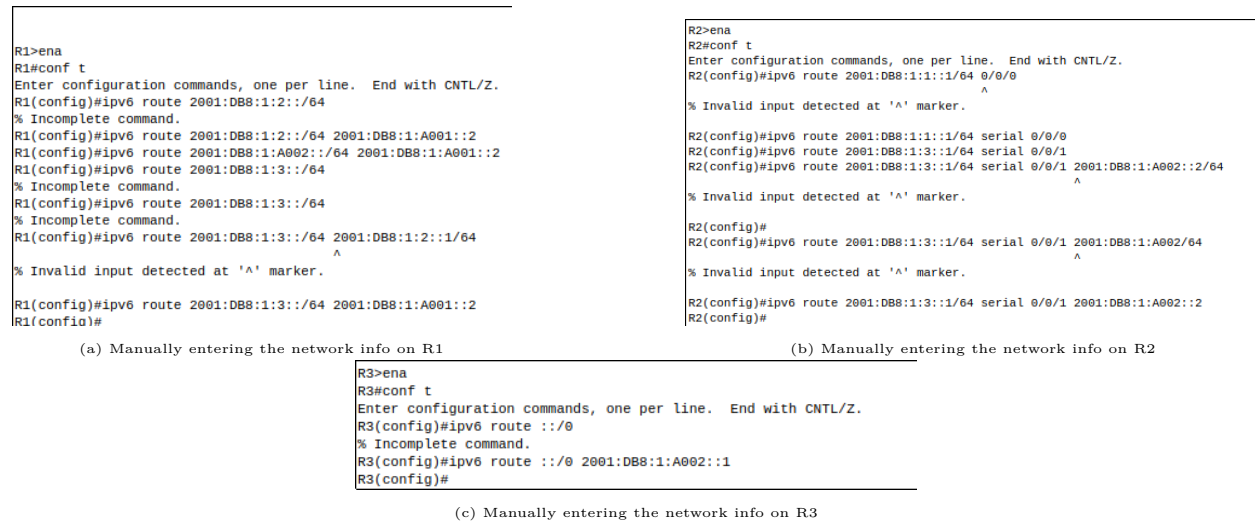 R1>ena
R1#conf t
Enter configuration commands, one per line.  End with CNTL/Z.
R1(config)#ipv6 route 2001:DB8:1:2::/64
% Incomplete command.
R1(config)#ipv6 route 2001:DB8:1:2::/64 2001:DB8:1:A001::2
R1(config)#ipv6 route 2001:DB8:1:A002::/64 2001:DB8:1:A001::2
R1(config)#ipv6 route 2001:DB8:1:3::/64
% Incomplete command.
R1(config)#ipv6 route 2001:DB8:1:3::/64
% Incomplete command.
R1(config)#ipv6 route 2001:DB8:1:3::/64 2001:DB8:1:2::1/64
^
% Invalid input detected at '^' marker.
R1(config)#ipv6 route 2001:DB8:1:3::/64 2001:DB8:1:A001::2
R1(config)#
(a) Manually entering the network info on R1
R2>ena
R2#conf t
Enter configuration commands, one per line.  End with CNTL/Z.
R2(config)#ipv6 route 2001:DB8:1:1::1/64 0/0/0
^
% Invalid input detected at '^' marker.
R2(config)#ipv6 route 2001:DB8:1:1::1/64 serial 0/0/0
R2(config)#ipv6 route 2001:DB8:1:3::1/64 serial 0/0/1
R2(config)#ipv6 route 2001:DB8:1:3::1/64 serial 0/0/1 2001:DB8:1:A002::2/64
^
% Invalid input detected at '^' marker.
R2(config)#
R2(config)#ipv6 route 2001:DB8:1:3::1/64 serial 0/0/1 2001:DB8:1:A002/64
^
% Invalid input detected at '^' marker.
R2(config)#ipv6 route 2001:DB8:1:3::1/64 serial 0/0/1 2001:DB8:1:A002::2
R2(config)#
(b) Manually entering the network info on R2
R3>ena
R3#conf t
Enter configuration commands, one per line.  End with CNTL/Z.
R3(config)#ipv6 route ::/0
% Incomplete command.
R3(config)#ipv6 route ::/0 2001:DB8:1:A002::1
R3(config)#
(c) Manually entering the network info on R3